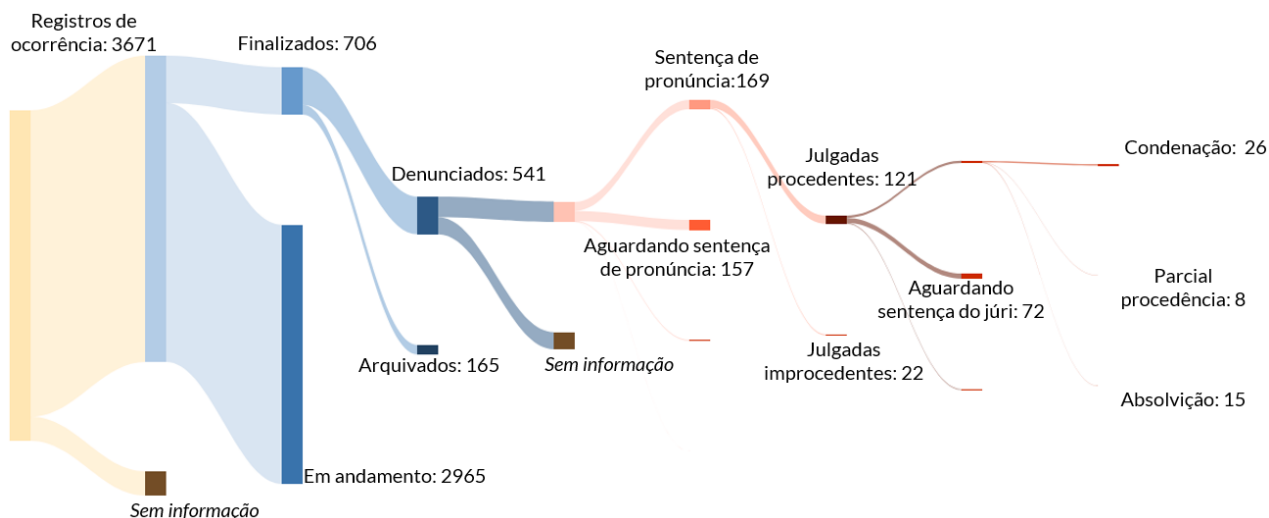 Registros de
ocorrência: 3671
Finalizados: 706
Sentença de
pronúncia:169
Condenação: 26
Julgadas
procedentes: 121
Denunciados: 541
Aguardando sentença
de pronúncia: 157
Parcial
procedência: 8
Aguardando
sentença do júri: 72
Arquivados: 165
Sem informação
Julgadas
improcedentes: 22
Absolvição: 15
Em andamento: 2965
Sem informação